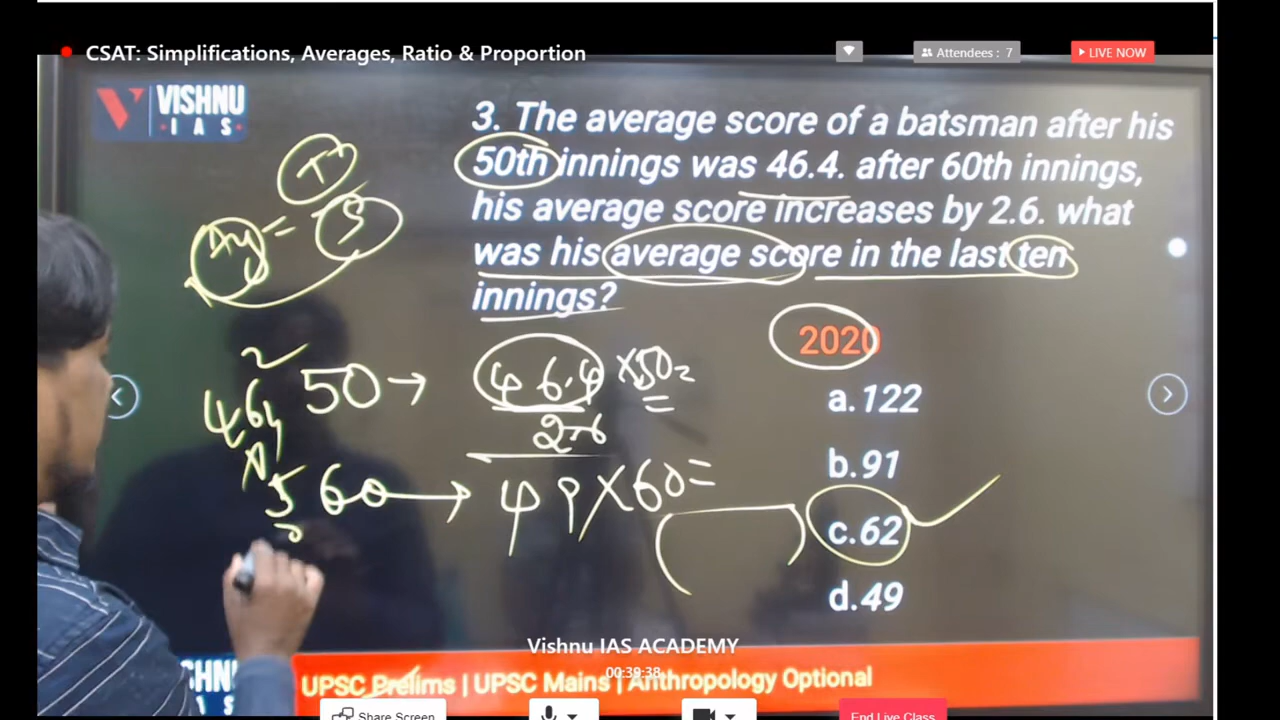 CSAT: Simplifications, Averages, Ratio & Proportion
Attendees : 7
LIVE NOW
VISHNU
I A S
3. The average score of a batsman after his
50th innings was 46.4. after 60th innings,
his average score increases by 2.6. what
was his average score in the last ten
innings?
2020
a.122
b.91
c.62
d.49
50 → 46.4 ×50=
2.6
60 → 49×60=
Vishnu IAS ACADEMY
00:39:38
UPSC Prelims | UPSC Mains | Anthropology Optional
Share Screen
End Live Class